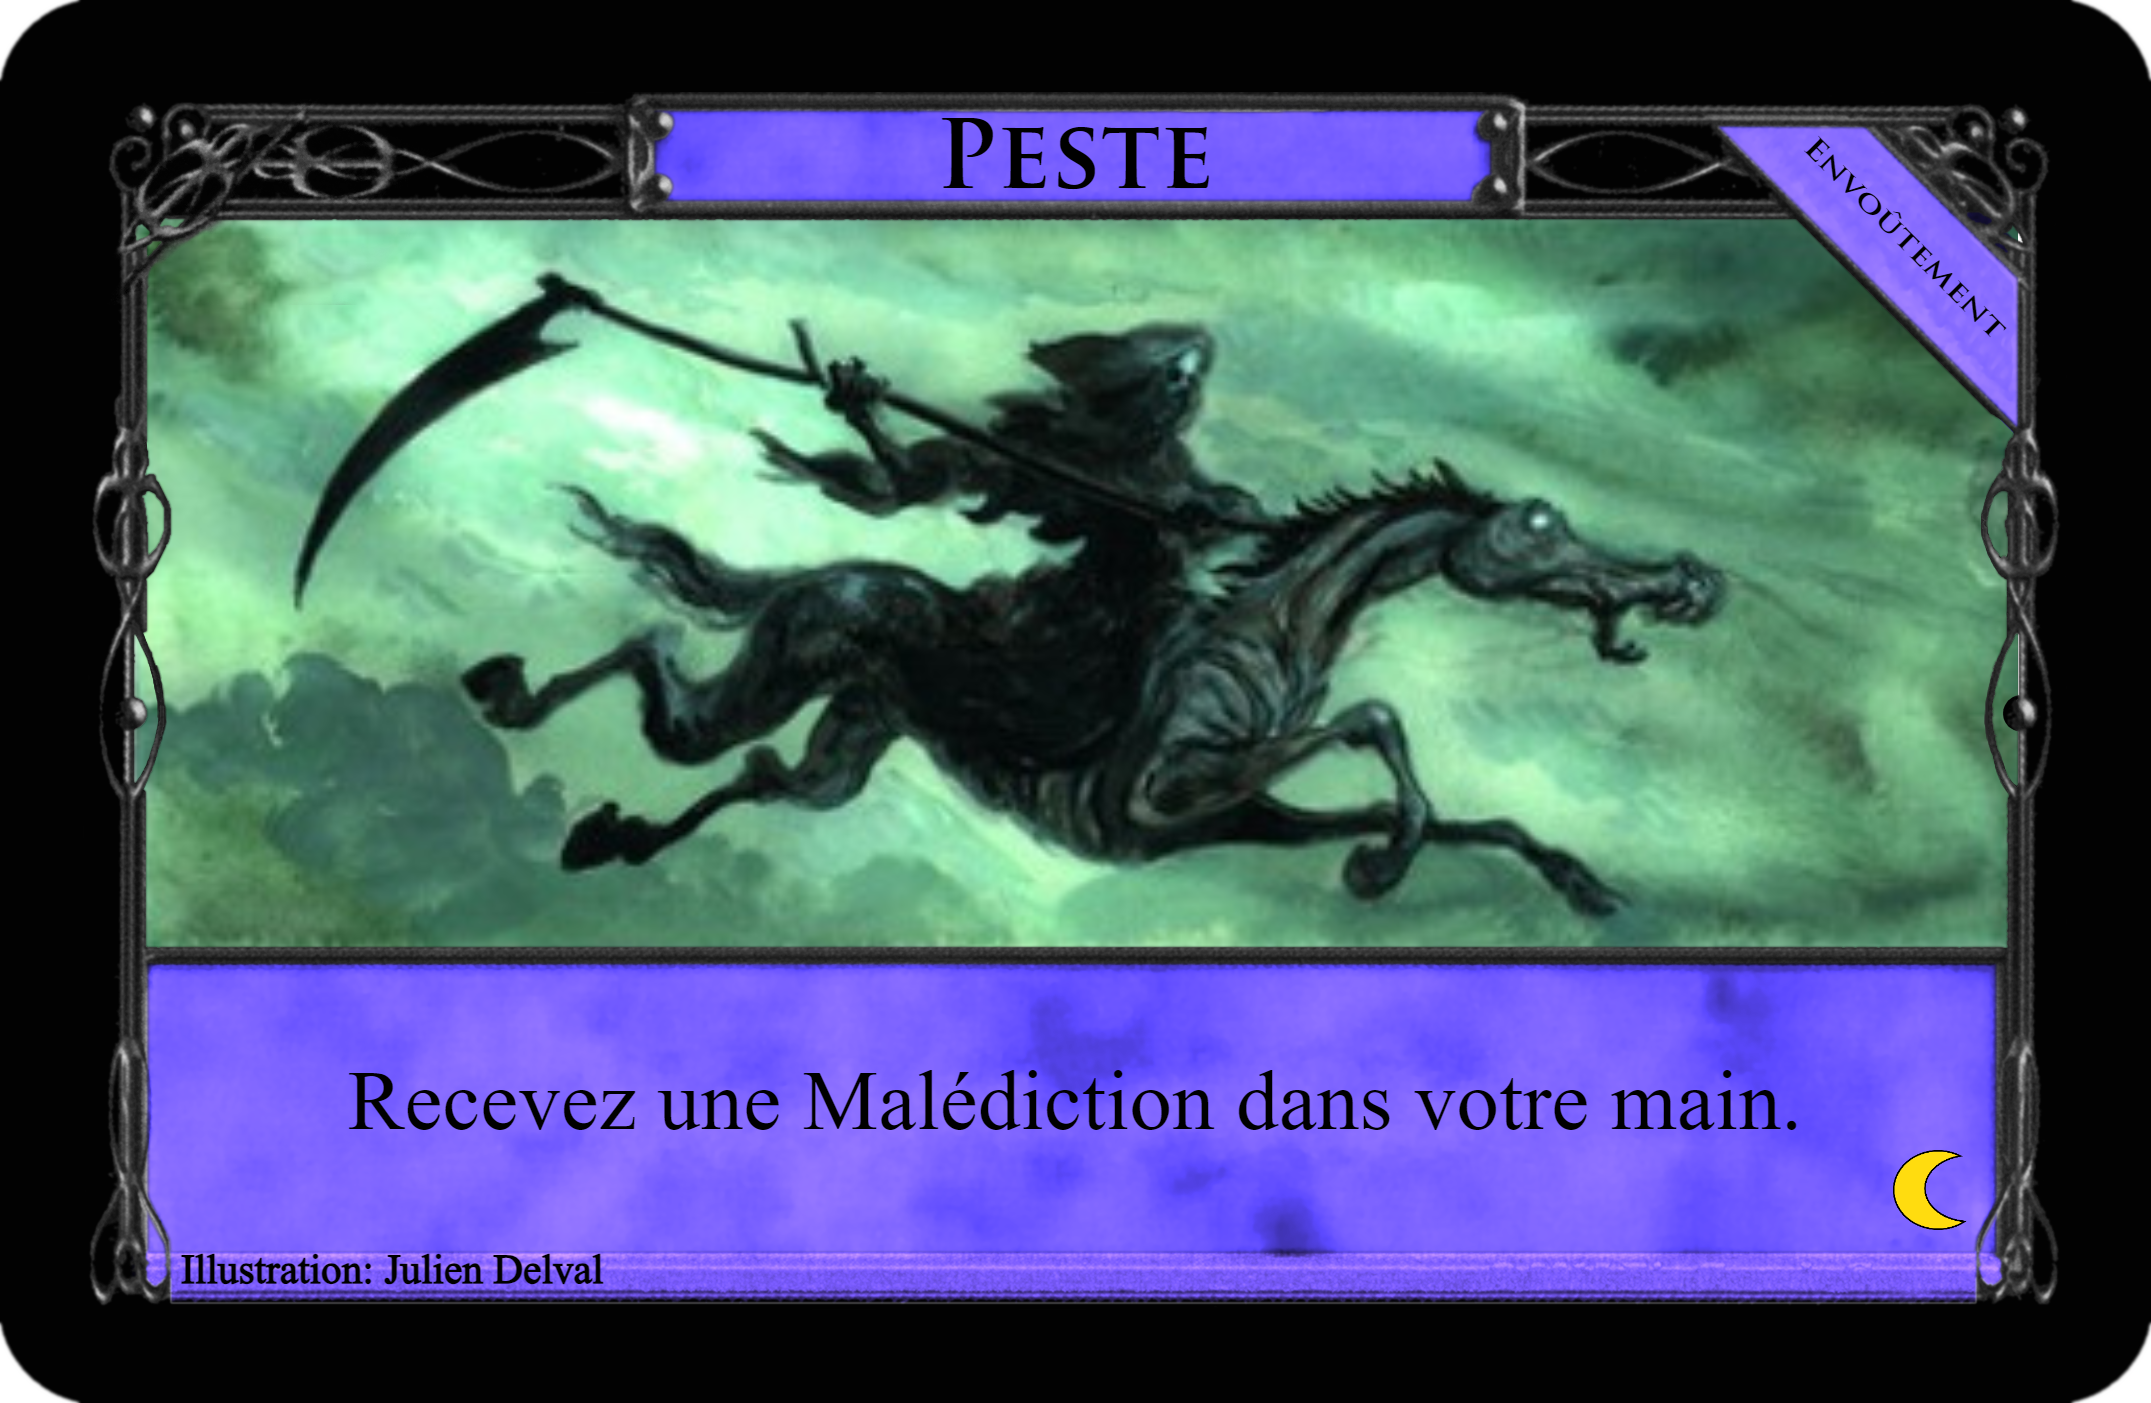 Peste
Envoûtement
Recevez une Malédiction dans votre main.
Illustration: Julien Delval